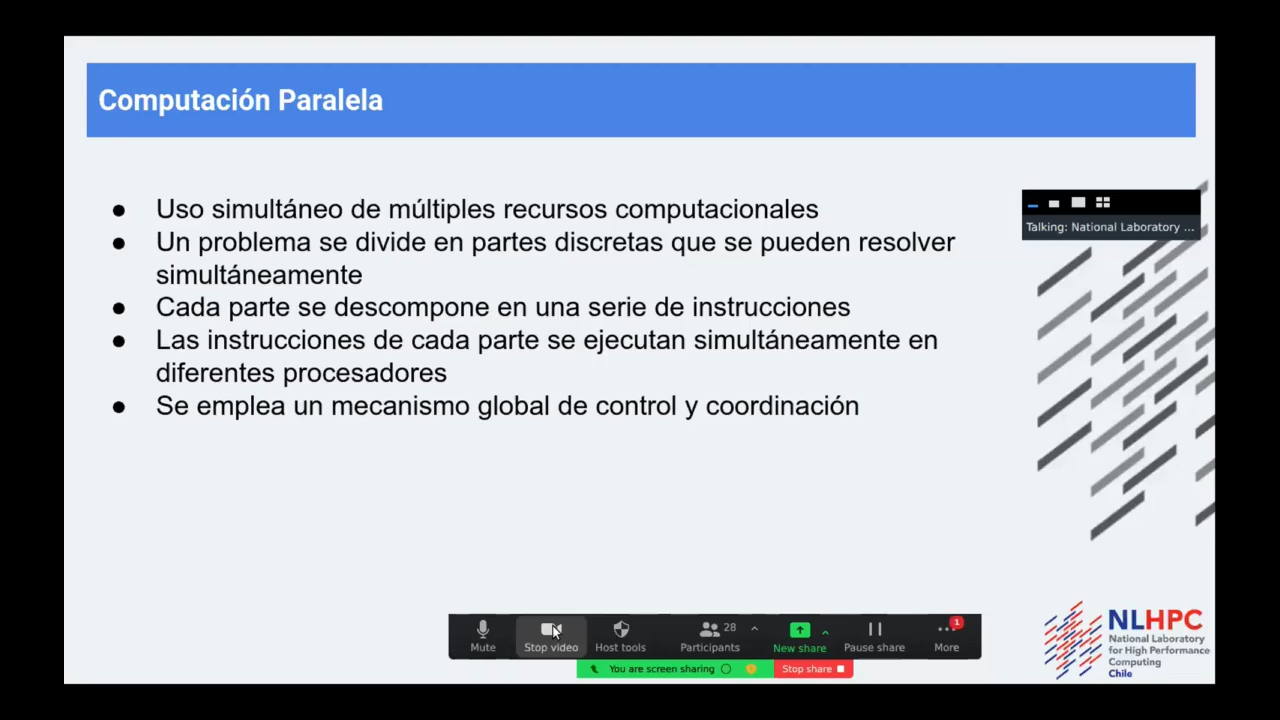 Computación Paralela
● Uso simultáneo de múltiples recursos computacionales
● Un problema se divide en partes discretas que se pueden resolver
simultáneamente
● Cada parte se descompone en una serie de instrucciones
● Las instrucciones de cada parte se ejecutan simultáneamente en
diferentes procesadores
● Se emplea un mecanismo global de control y coordinación
Talking: National Laboratory ...
Mute
Stop video
Host tools
Participants 28
New share
Pause share
More 1
You are screen sharing
Stop share
NLHPC
National Laboratory
for High Performance
Computing
Chile